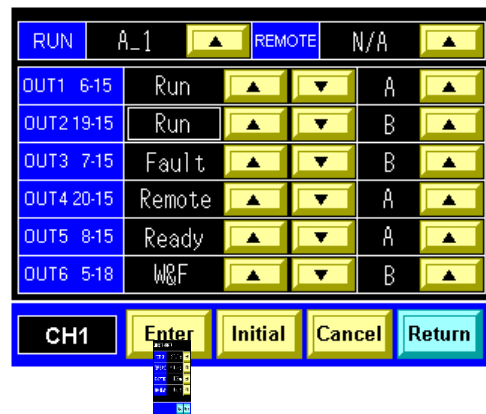 RUN A_1 ▲ REMOTE N/A ▲
OUT1 6-15 Run ▲ ▼ A ▲
OUT2 19-15 Run ▲ ▼ B ▲
OUT3 7-15 Fault ▲ ▼ B ▲
OUT4 20-15 Remote ▲ ▼ A ▲
OUT5 8-15 Ready ▲ ▼ A ▲
OUT6 5-18 W&F ▲ ▼ B ▲
CH1 Enter Initial Cancel Return